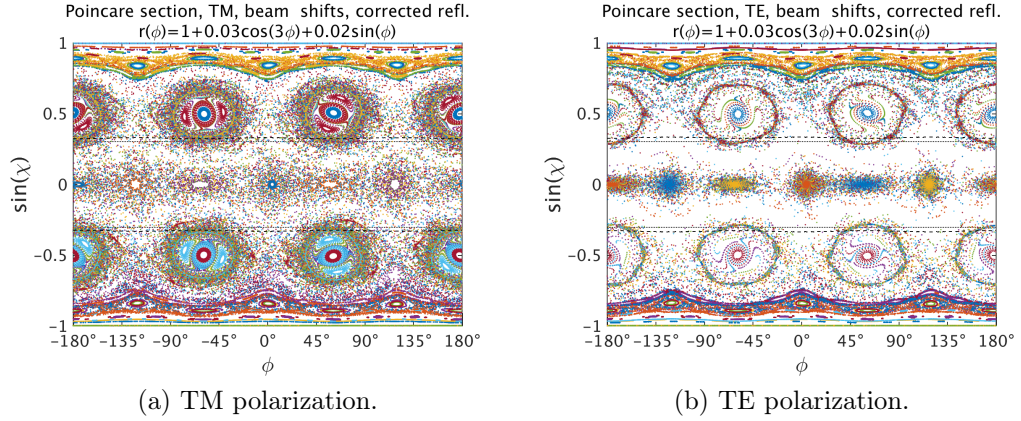 Poincare section, TM, beam shifts, corrected refl.
r(ϕ)=1+0.03cos(3ϕ)+0.02sin(ϕ)
1
0.5
0
−0.5
−1
sin(χ)
−180° −135° −90° −45° 0° 45° 90° 135° 180°
ϕ
(a) TM polarization.
Poincare section, TE, beam shifts, corrected refl.
r(ϕ)=1+0.03cos(3ϕ)+0.02sin(ϕ)
1
0.5
0
−0.5
−1
sin(χ)
−180° −135° −90° −45° 0° 45° 90° 135° 180°
ϕ
(b) TE polarization.